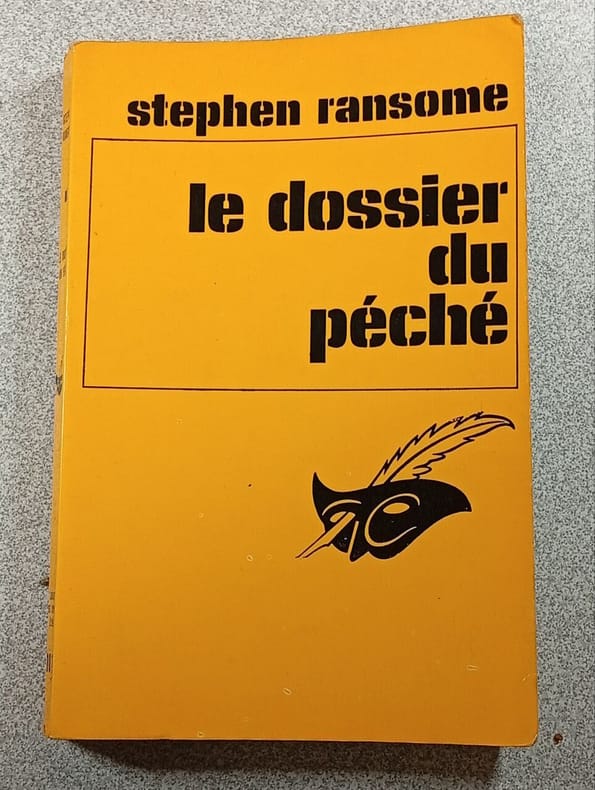 stephen ransome
le dossier
du
péché